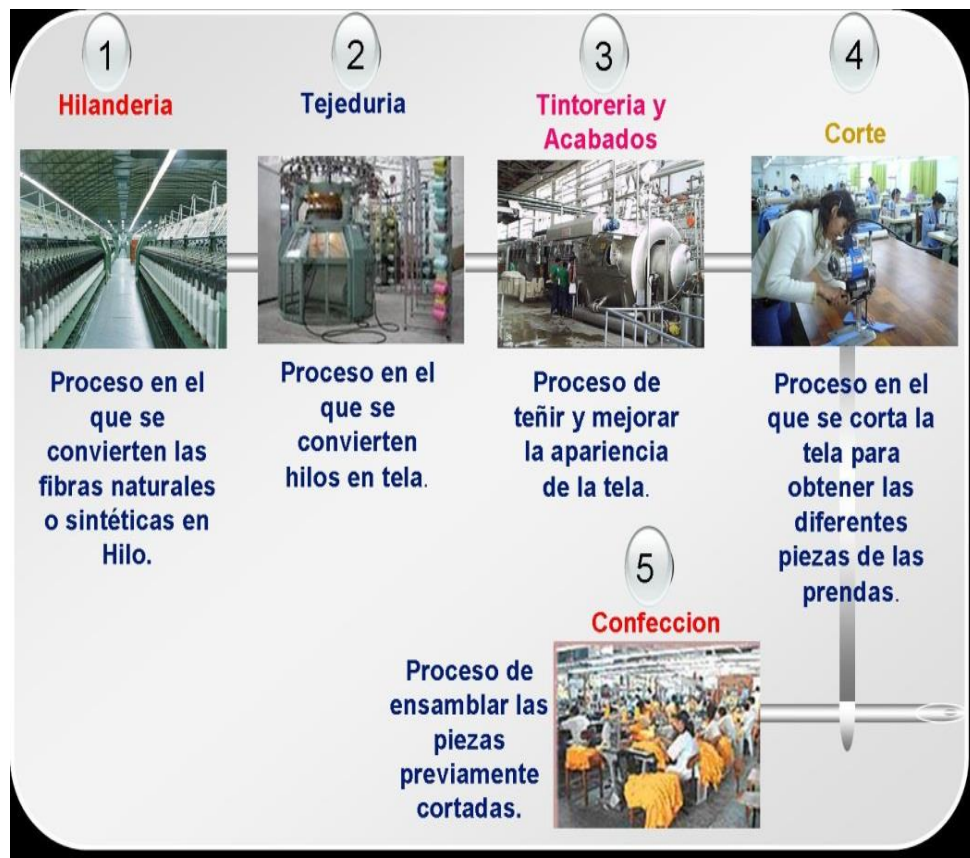 1
Hilanderia
Proceso en el
que se
convierten las
fibras naturales
o sintéticas en
Hilo.
2
Tejeduria
Proceso en el
que se
convierten
hilos en tela.
3
Tintoreria y
Acabados
Proceso de
teñir y mejorar
la apariencia
de la tela.
4
Corte
Proceso en el
que se corta la
tela para
obtener las
diferentes
piezas de las
prendas.
5
Confeccion
Proceso de
ensamblar las
piezas
previamente
cortadas.